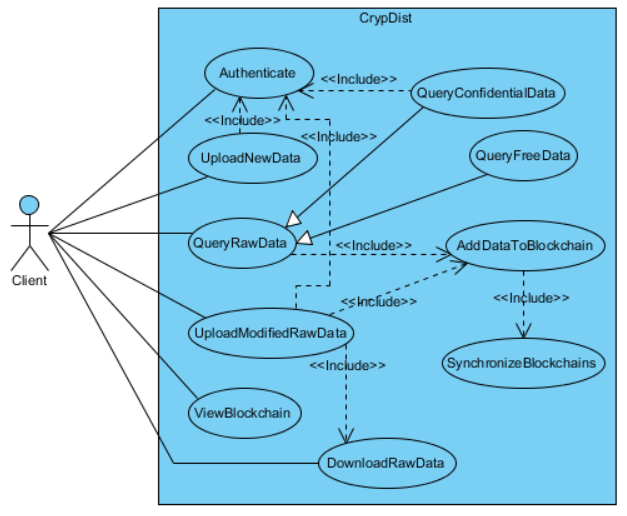 CrypDist
Authenticate
<<Include>>
QueryConfidentialData
<<Include>>
<<Include>>
UploadNewData
QueryFreeData
QueryRawData
<<Include>>
AddDataToBlockchain
Client
<<Include>>
<<Include>>
UploadModifiedRawData
<<Include>>
SynchronizeBlockchains
ViewBlockchain
DownloadRawData